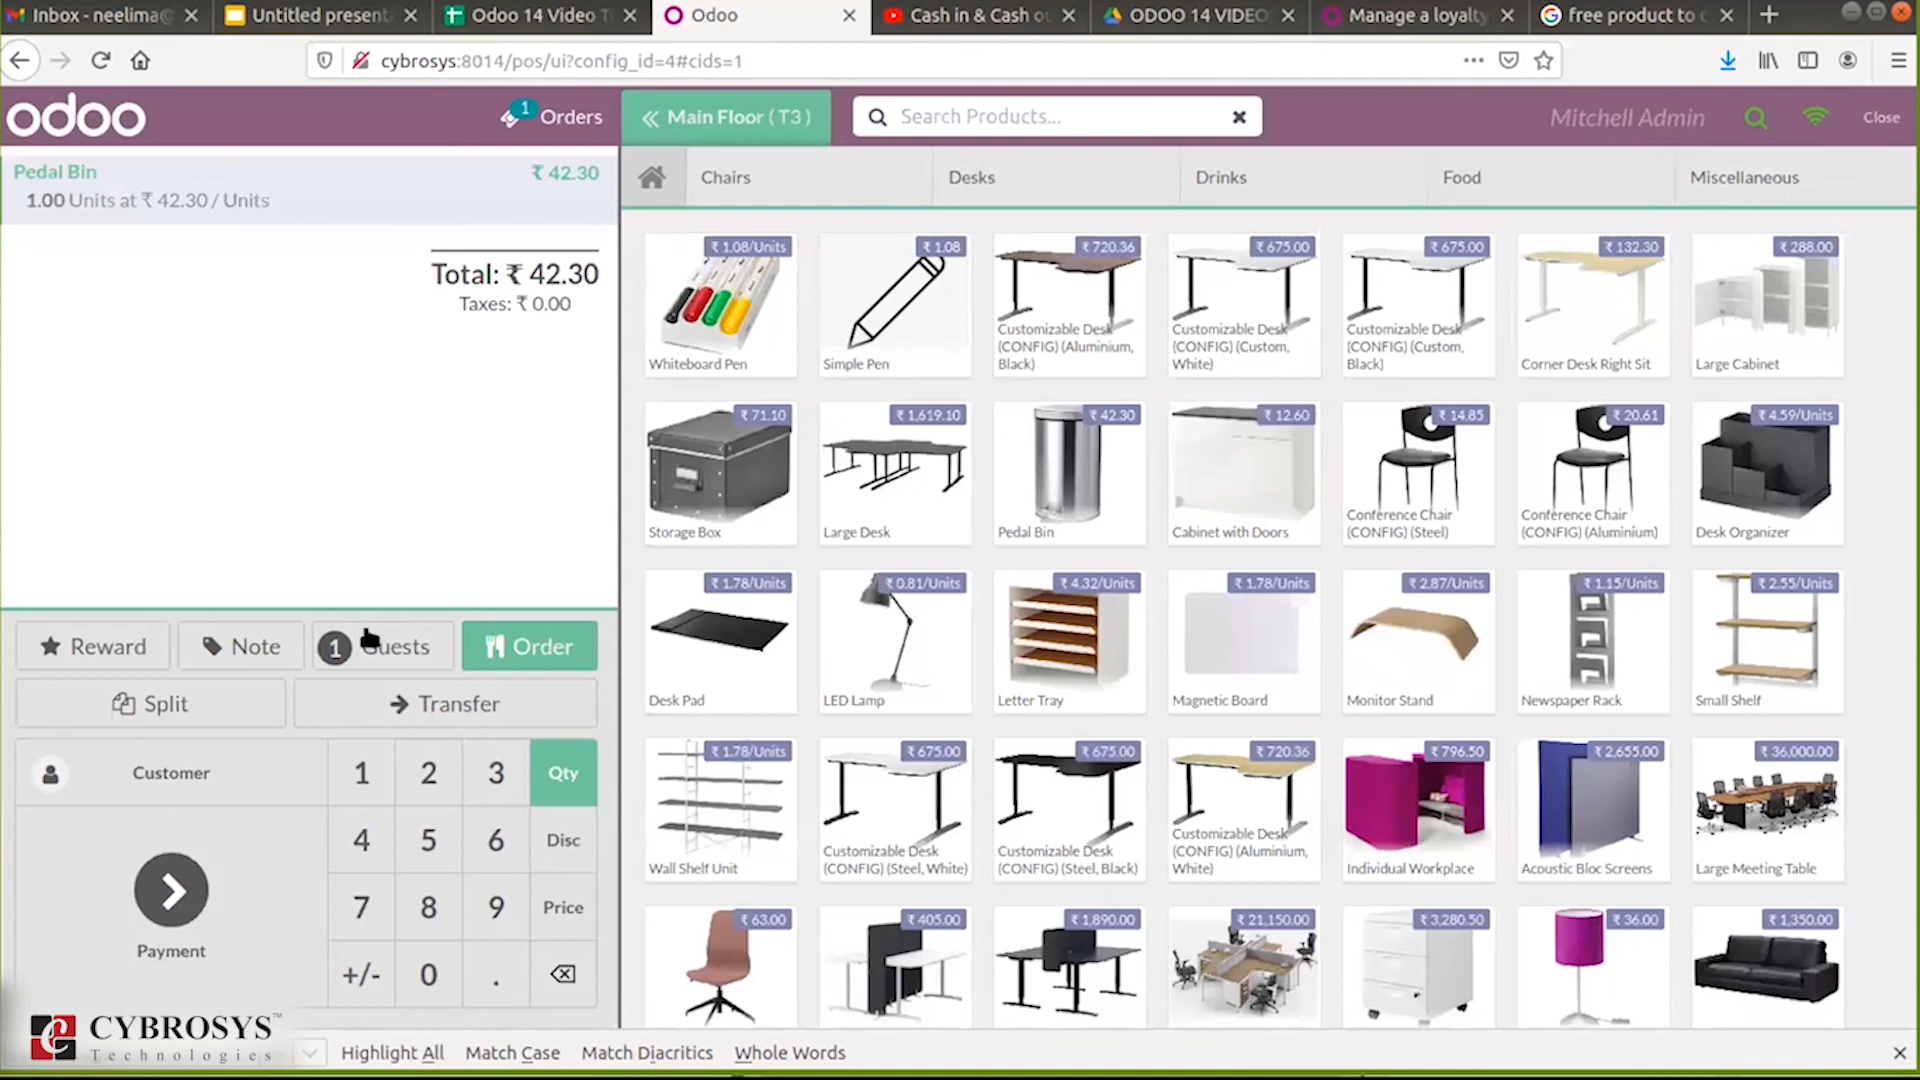 Inbox - neelima@
Untitled present
Odoo 14 Video T
Odoo
Cash in & Cash ou
ODOO 14 VIDEO
Manage a loyalty
free product to c
cybrosys:8014/pos/ui?config_id=4#cids=1
odoo
1
Orders
Main Floor ( T3 )
Search Products...
Mitchell Admin
Close
Pedal Bin
₹ 42.30
1.00 Units at ₹ 42.30 / Units
Total: ₹ 42.30
Taxes: ₹ 0.00
Chairs
Desks
Drinks
Food
Miscellaneous
₹ 1.08/Units
Whiteboard Pen
₹ 1.08
Simple Pen
₹ 720.36
Customizable Desk
(CONFIG) (Aluminium,
Black)
₹ 675.00
Customizable Desk
(CONFIG) (Custom,
White)
₹ 675.00
Customizable Desk
(CONFIG) (Custom,
Black)
₹ 132.30
Corner Desk Right Sit
₹ 288.00
Large Cabinet
₹ 71.10
Storage Box
₹ 1,619.10
Large Desk
₹ 42.30
Pedal Bin
₹ 12.60
Cabinet with Doors
₹ 14.85
Conference Chair
(CONFIG) (Steel)
₹ 20.61
Conference Chair
(CONFIG) (Aluminium)
₹ 4.59/Units
Desk Organizer
₹ 1.78/Units
Desk Pad
₹ 0.81/Units
LED Lamp
₹ 4.32/Units
Letter Tray
₹ 1.78/Units
Magnetic Board
₹ 2.87/Units
Monitor Stand
₹ 1.15/Units
Newspaper Rack
₹ 2.55/Units
Small Shelf
₹ 1.78/Units
Wall Shelf Unit
₹ 675.00
Customizable Desk
(CONFIG) (Steel, White)
₹ 675.00
Customizable Desk
(CONFIG) (Steel, Black)
₹ 720.36
Customizable Desk
(CONFIG) (Aluminium,
White)
₹ 796.50
Individual Workplace
₹ 2,655.00
Acoustic Bloc Screens
₹ 36,000.00
Large Meeting Table
₹ 63.00
₹ 405.00
₹ 1,890.00
₹ 21,150.00
₹ 3,280.50
₹ 36.00
₹ 1,350.00
Reward
Note
1 Guests
Order
Split
Transfer
Customer
1
2
3
Qty
4
5
6
Disc
7
8
9
Price
+/-
0
.
Payment
CYBROSYS™
Technologies
Highlight All
Match Case
Match Diacritics
Whole Words